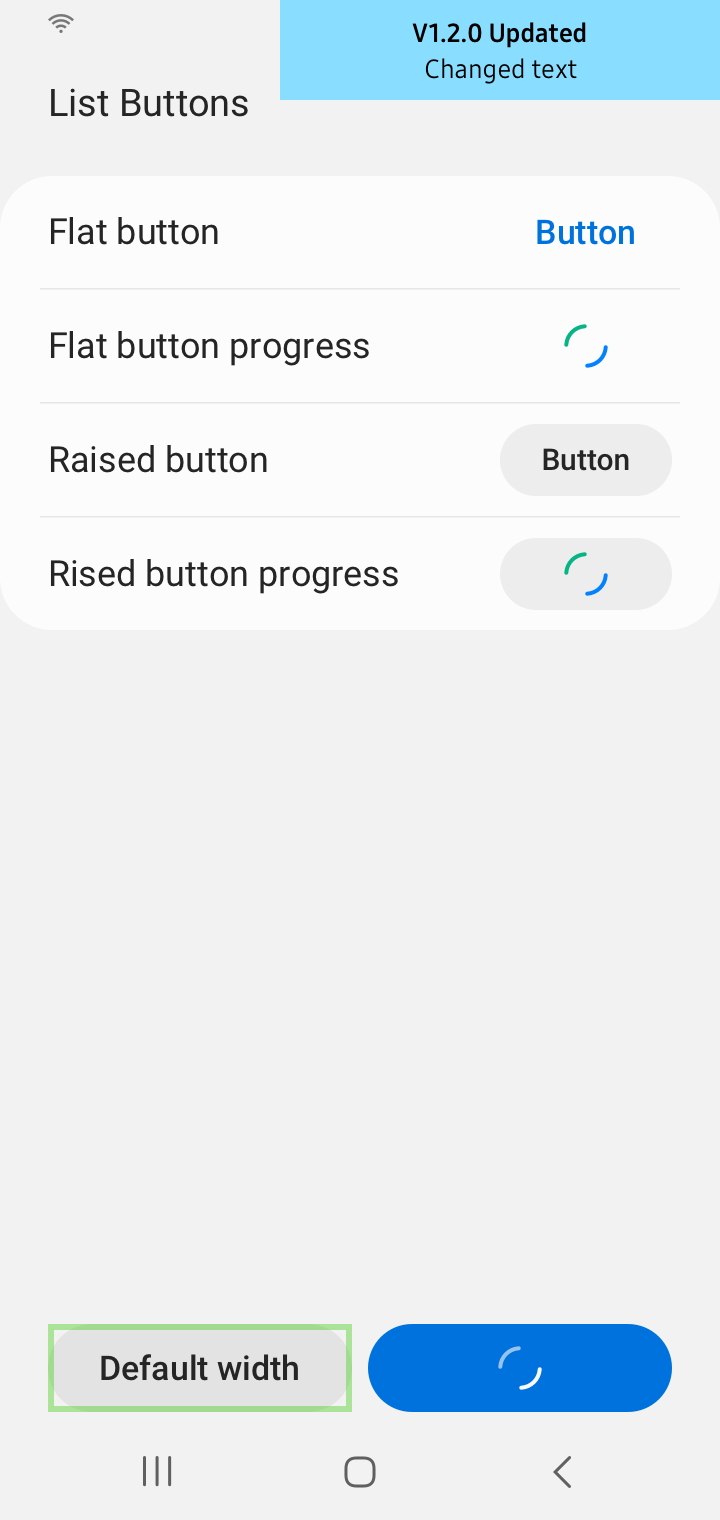 V1.2.0 Updated
Changed text
List Buttons
Flat button
Button
Flat button progress
Raised button
Button
Rised button progress
Default width